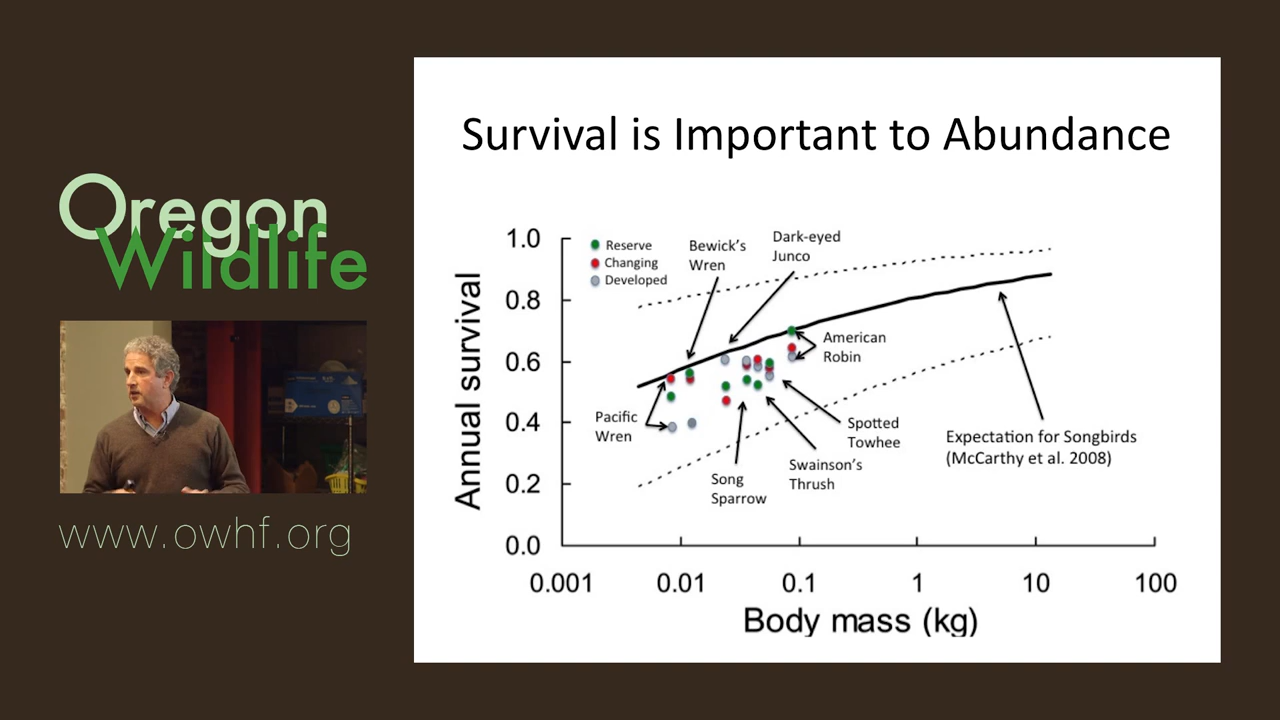 Oregon
Wildlife
www.owhf.org
Survival is Important to Abundance
Annual survival
1.0
0.8
0.6
0.4
0.2
0.0
Reserve
Changing
Developed
Bewick's
Wren
Dark-eyed
Junco
American
Robin
Pacific
Wren
Spotted
Towhee
Swainson's
Thrush
Song
Sparrow
Expectation for Songbirds
(McCarthy et al. 2008)
0.001
0.01
0.1
1
10
100
Body mass (kg)